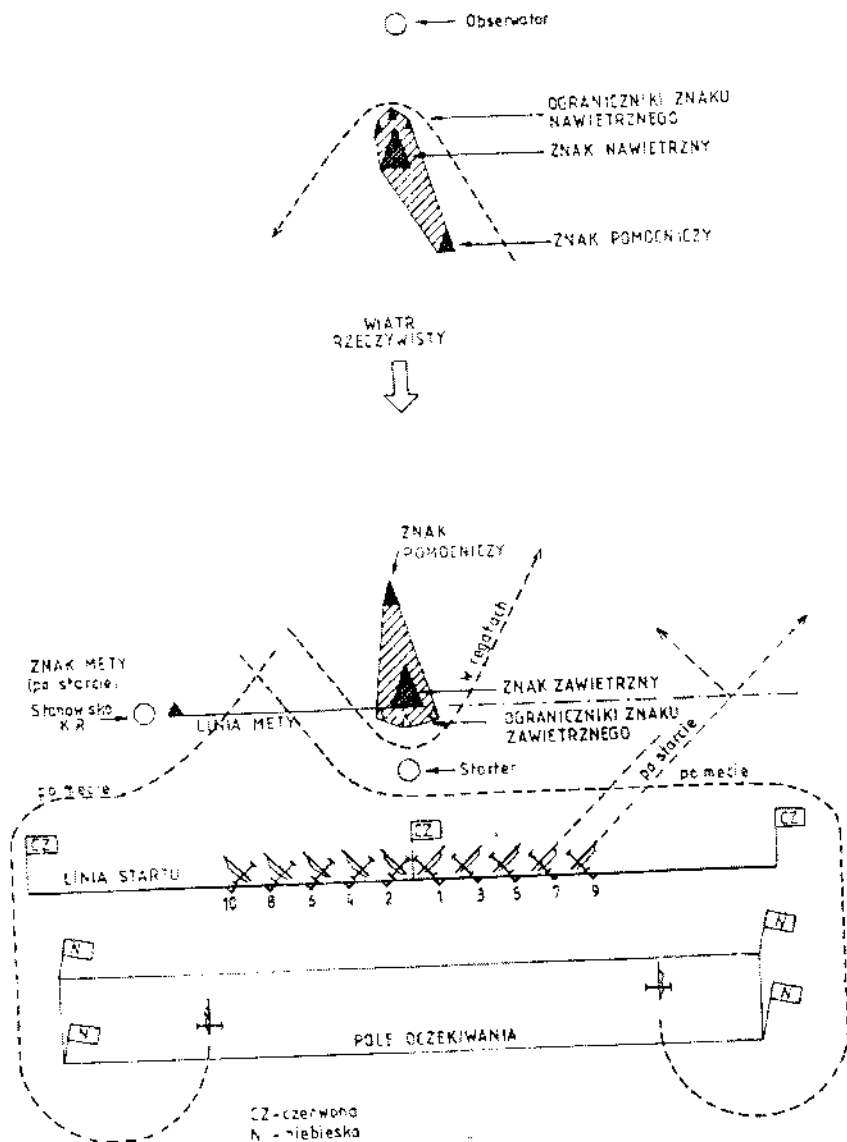 Obserwator
OGRANICZNIKI ZNAKU
NAWIETRZNEGO
ZNAK NAWIETRZNY
ZNAK POMOCNICZY
WIATR
RZECZYWISTY
ZNAK
POMOCNICZY
w regatach
ZNAK METY
(po starcie)
Stanowisko
K.R.
LINIA METY
ZNAK ZAWIETRZNY
OGRANICZNIKI ZNAKU
ZAWIETRZNEGO
Starter
po starcie
po mecie
po mecie
CZ
CZ
CZ
LINIA STARTU
10 8 6 4 2 1 3 5 7 9
N
N
N
N
POLE OCZEKIWANIA
CZ-czerwona
N -niebieska